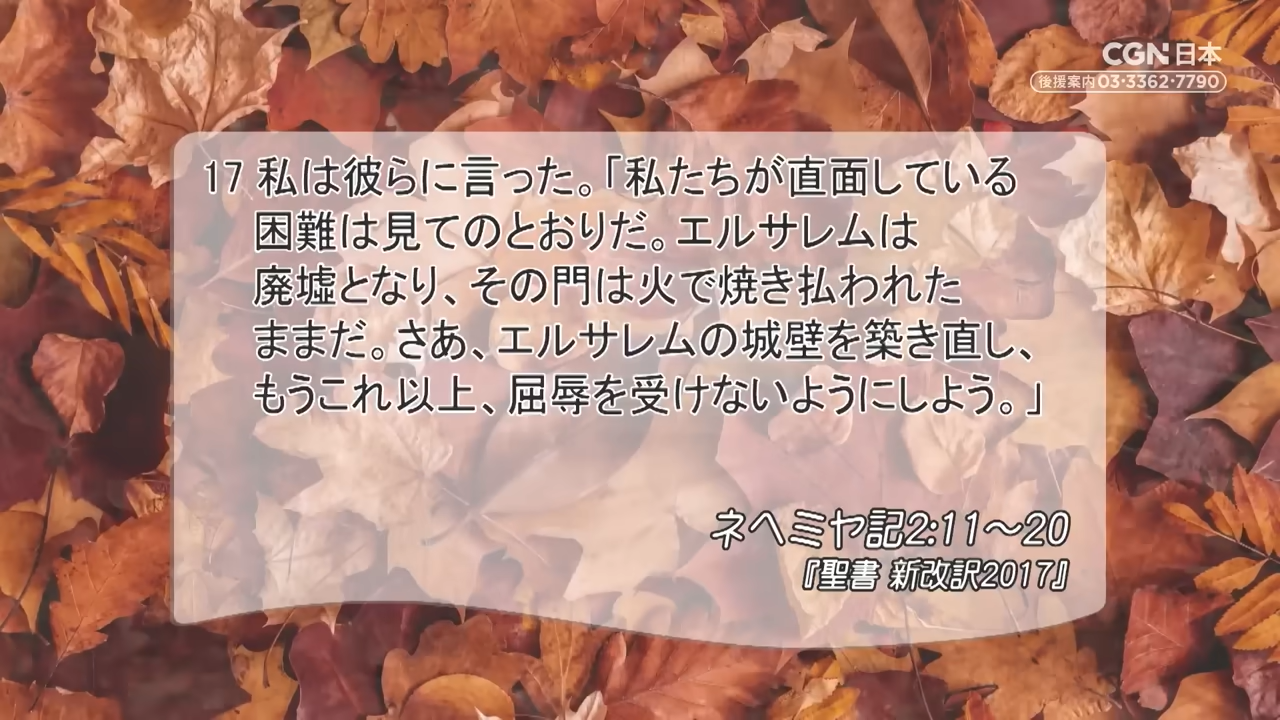 CGN日本
後援案内03·3362·7790
17 私は彼らに言った。「私たちが直面している
困難は見てのとおりだ。エルサレムは
廃墟となり、その門は火で焼き払われた
ままだ。さあ、エルサレムの城壁を築き直し、
もうこれ以上、屈辱を受けないようにしよう。」
ネヘミヤ記2:11～20
『聖書 新改訳2017』